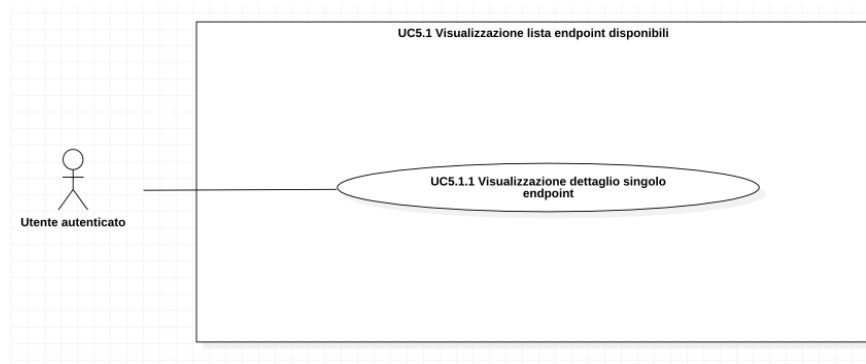 UC5.1 Visualizzazione lista endpoint disponibili
UC5.1.1 Visualizzazione dettaglio singolo
endpoint
Utente autenticato